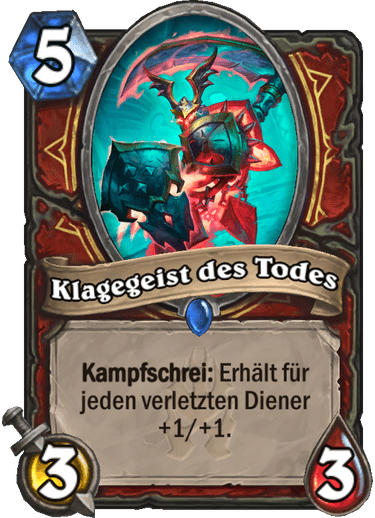 5
Klagegeist des Todes
Kampfschrei: Erhält für
jeden verletzten Diener
+1/+1.
3
3